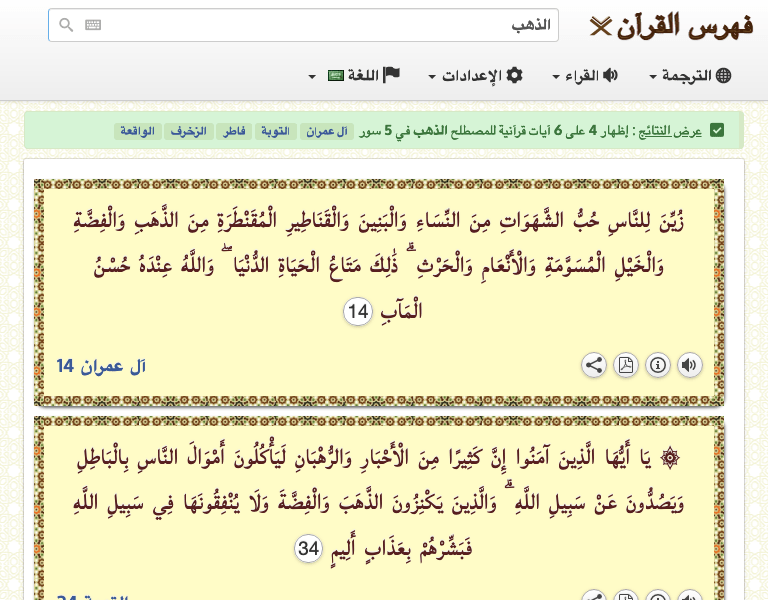 فهرس القرآن
الذهب
الترجمة القراء الإعدادات اللغة
عرض النتائج : إظهار 4 على 6 آيات قرآنية للمصطلح الذهب في 5 سور آل عمران التوبة فاطر الزخرف الواقعة
زُيِّنَ لِلنَّاسِ حُبُّ الشَّهَوَاتِ مِنَ النِّسَاءِ وَالْبَنِينَ وَالْقَنَاطِيرِ الْمُقَنْطَرَةِ مِنَ الذَّهَبِ وَالْفِضَّةِ
وَالْخَيْلِ الْمُسَوَّمَةِ وَالْأَنْعَامِ وَالْحَرْثِ ۗ ذَٰلِكَ مَتَاعُ الْحَيَاةِ الدُّنْيَا ۖ وَاللَّهُ عِنْدَهُ حُسْنُ
الْمَآبِ 14
آل عمران 14
۞ يَا أَيُّهَا الَّذِينَ آمَنُوا إِنَّ كَثِيرًا مِنَ الْأَحْبَارِ وَالرُّهْبَانِ لَيَأْكُلُونَ أَمْوَالَ النَّاسِ بِالْبَاطِلِ
وَيَصُدُّونَ عَنْ سَبِيلِ اللَّهِ ۗ وَالَّذِينَ يَكْنِزُونَ الذَّهَبَ وَالْفِضَّةَ وَلَا يُنْفِقُونَهَا فِي سَبِيلِ اللَّهِ
فَبَشِّرْهُمْ بِعَذَابٍ أَلِيمٍ 34
التوبة 34